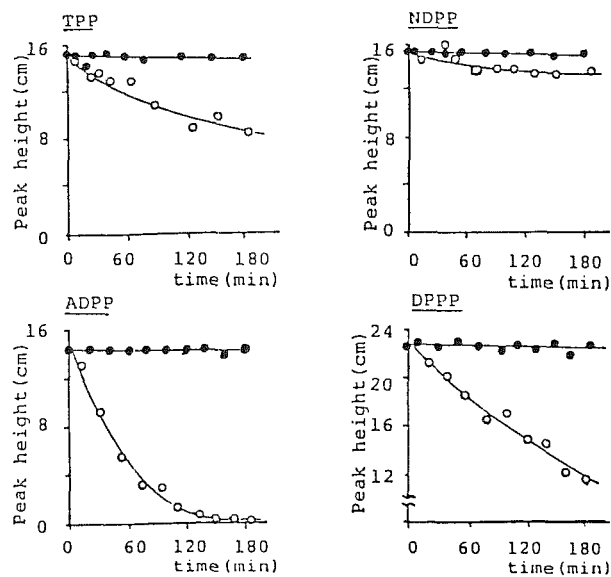 TPP
Peak height(cm)
16
8
0
0 60 120 180
time(min)
NDPP
Peak height(cm)
16
8
0
0 60 120 180
time(min)
ADPP
Peak height(cm)
16
8
0
0 60 120 180
time(min)
DPPP
Peak height(cm)
22
22
16
12
0 60 120 180
time(min)